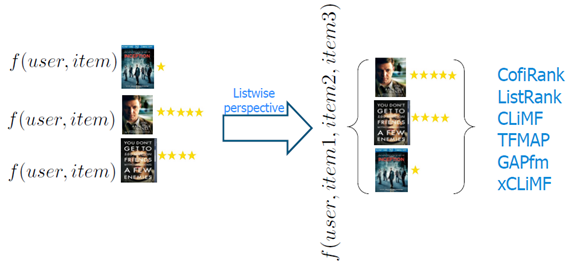 f(user, item)
f(user, item)
f(user, item)
YOU DON'T
GET TO
FRIENDS
A FEW
ENEMIES
Listwise
perspective
f(user, item1, item2, item3)
YOU DON'T
GET TO
FRIENDS
A FEW
ENEMIES
CofiRank
ListRank
CLiMF
TFMAP
GAPfm
xCLiMF